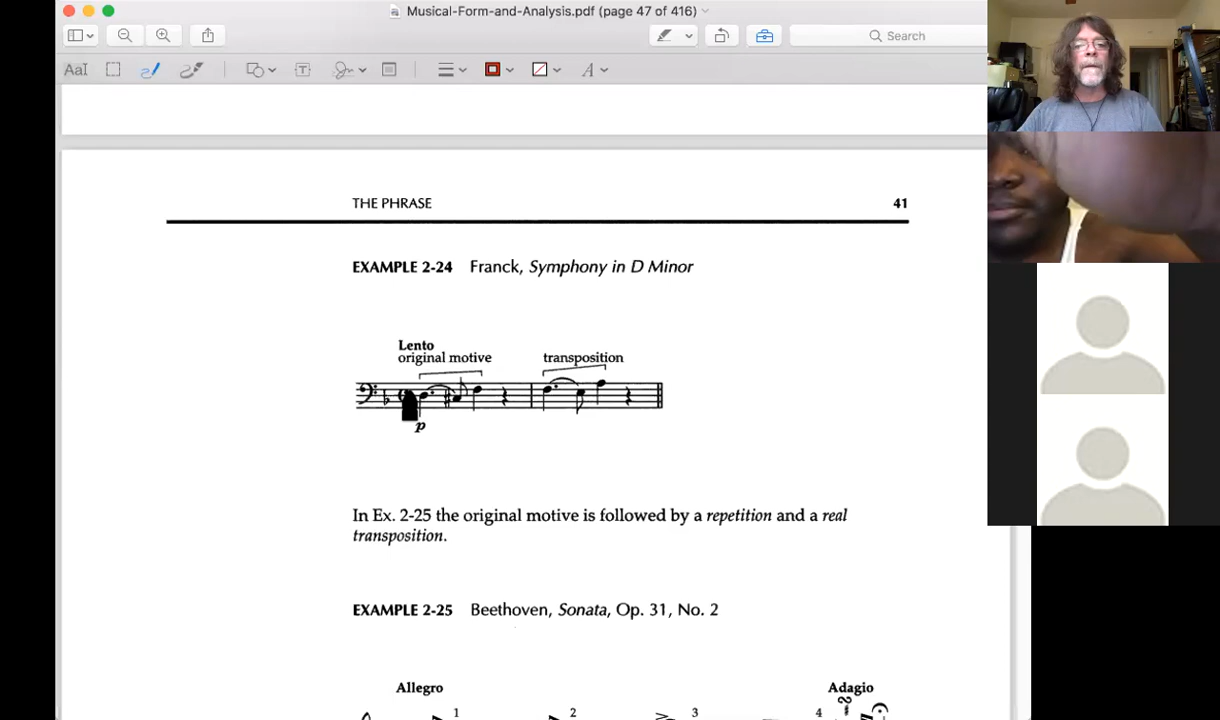 Musical-Form-and-Analysis.pdf (page 47 of 416)
Search
AaI
T
A
THE PHRASE 41
EXAMPLE 2-24 Franck, Symphony in D Minor
Lento
original motive transposition
p
In Ex. 2-25 the original motive is followed by a repetition and a real
transposition.
EXAMPLE 2-25 Beethoven, Sonata, Op. 31, No. 2
Allegro Adagio
1 2 3 4